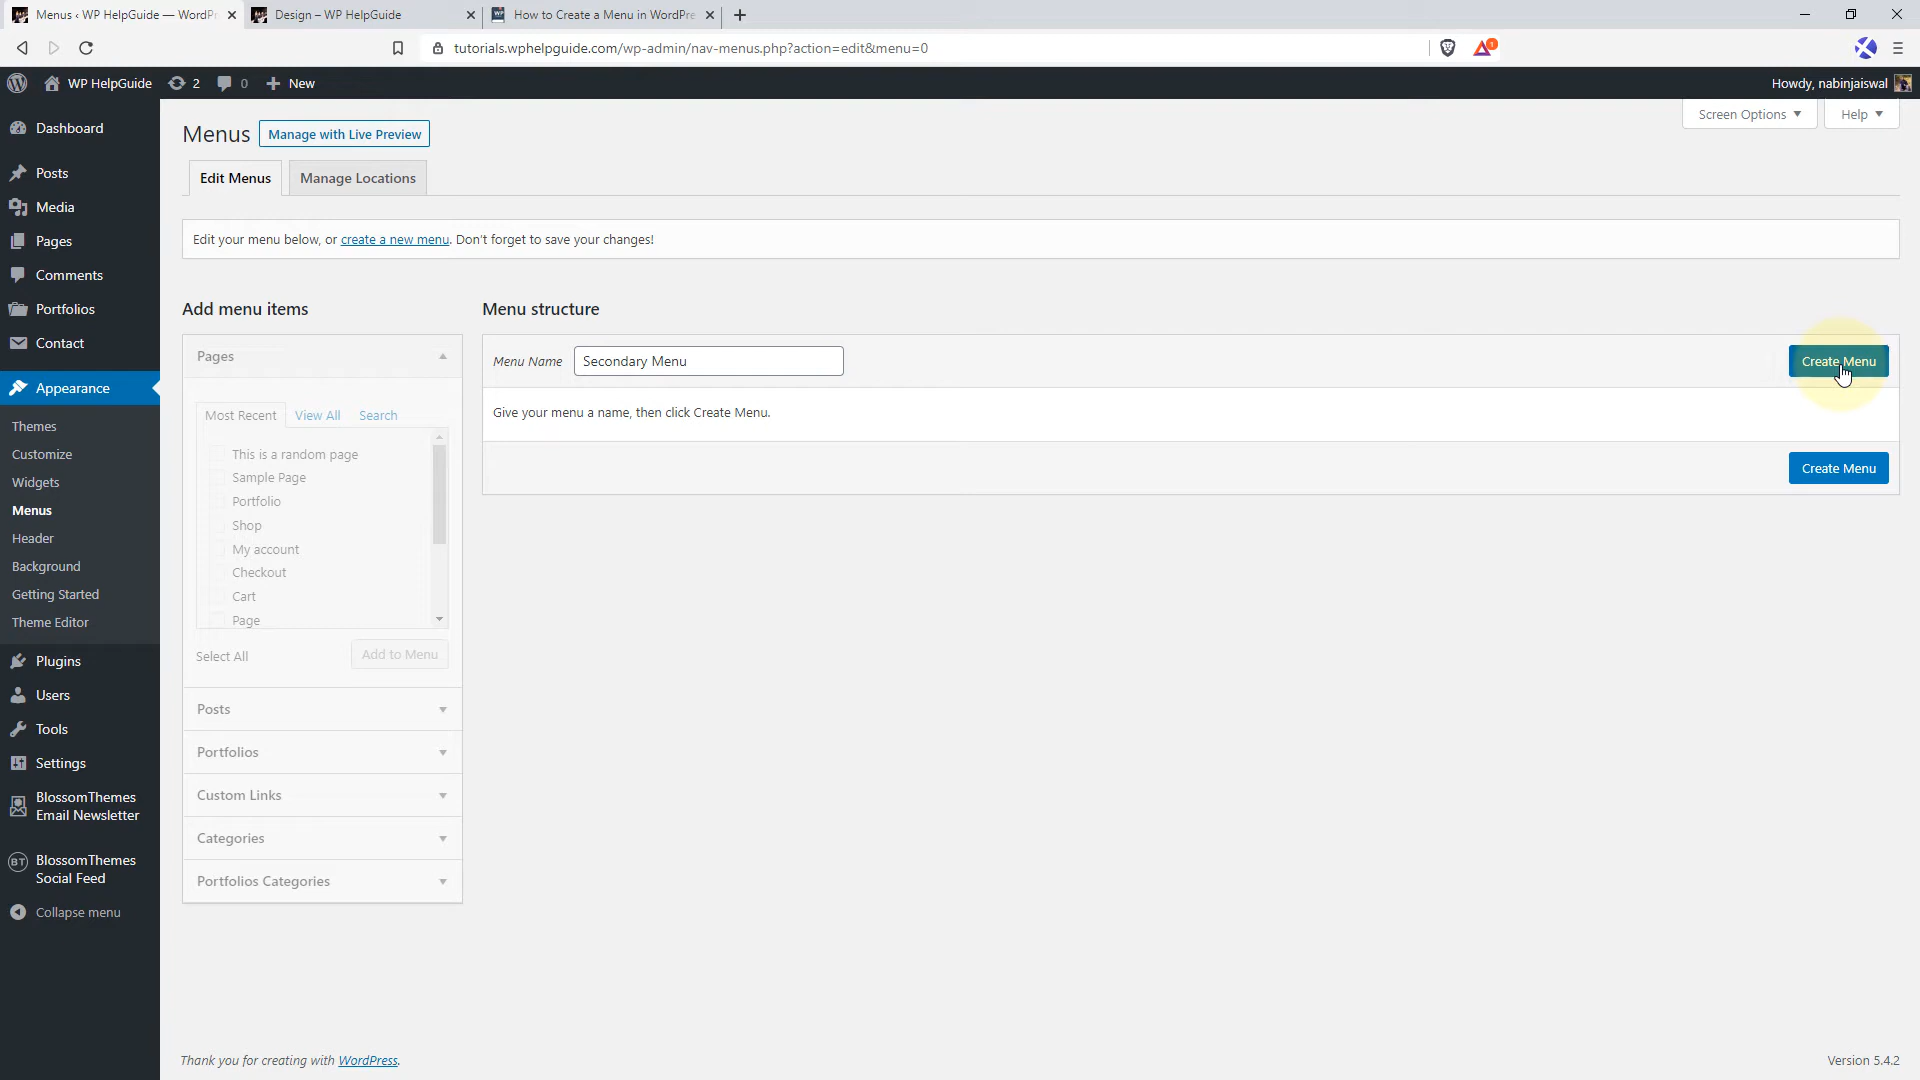 Menus ‹ WP HelpGuide — WordPr
Design – WP HelpGuide
How to Create a Menu in WordPre
tutorials.wphelpguide.com/wp-admin/nav-menus.php?action=edit&menu=0
1
WP HelpGuide
2
0
New
Howdy, nabinjaiswal
Dashboard
Posts
Media
Pages
Comments
Portfolios
Contact
Appearance
Themes
Customize
Widgets
Menus
Header
Background
Getting Started
Theme Editor
Plugins
Users
Tools
Settings
BlossomThemes
Email Newsletter
BT
BlossomThemes
Social Feed
Collapse menu
Screen Options
Help
Menus
Manage with Live Preview
Edit Menus
Manage Locations
Edit your menu below, or create a new menu. Don't forget to save your changes!
Add menu items
Pages
Most Recent
View All
Search
This is a random page
Sample Page
Portfolio
Shop
My account
Checkout
Cart
Page
Select All
Add to Menu
Posts
Portfolios
Custom Links
Categories
Portfolios Categories
Menu structure
Menu Name
Secondary Menu
Create Menu
Give your menu a name, then click Create Menu.
Create Menu
Thank you for creating with WordPress.
Version 5.4.2